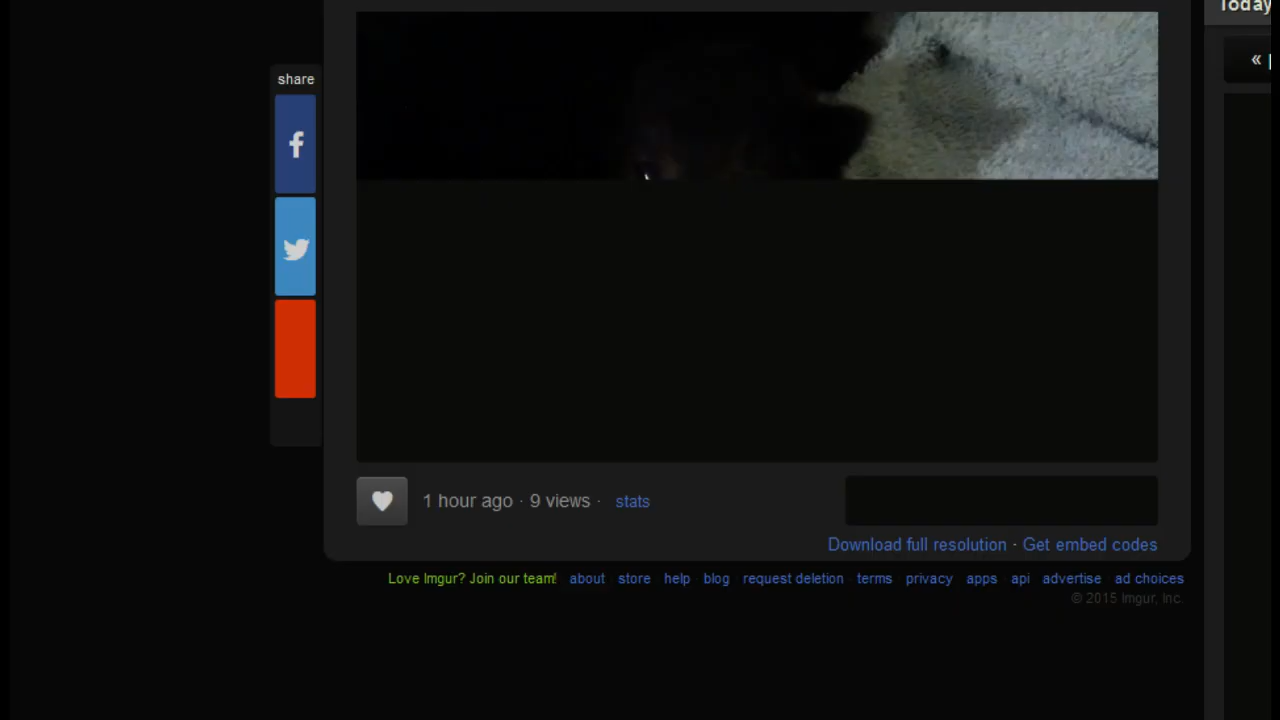 Today
«
share
1 hour ago · 9 views · stats
Download full resolution · Get embed codes
Love Imgur? Join our team! about store help blog request deletion terms privacy apps api advertise ad choices
© 2015 Imgur, Inc.